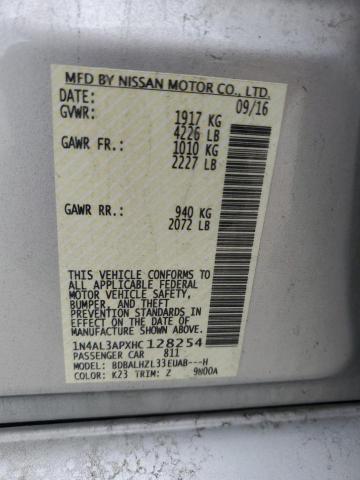 MFD BY NISSAN MOTOR CO., LTD.
DATE: 09/16
GVWR: 1917 KG
4226 LB
GAWR FR.: 1010 KG
2227 LB
GAWR RR.: 940 KG
2072 LB
THIS VEHICLE CONFORMS TO
ALL APPLICABLE FEDERAL
MOTOR VEHICLE SAFETY,
BUMPER, AND THEFT
PREVENTION STANDARDS
IN EFFECT ON THE DATE OF
MANUFACTURE SHOWN ABOVE.
1N4AL3APXHC128254
PASSENGER CAR 811
MODEL: BDBALHZL33EUAB---H
COLOR: K23 TRIM: Z 9N00A